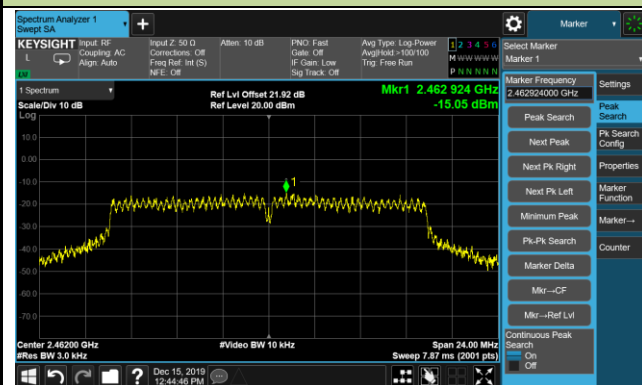 Spectrum Analyzer 1
Swept SA
Marker
KEYSIGHT
L
LXI
Input: RF
Coupling: AC
Align: Auto
Input Z: 50 Ω
Corrections: Off
Freq Ref: Int (S)
NFE: Off
Atten: 10 dB
PNO: Fast
Gate: Off
IF Gain: Low
Sig Track: Off
Avg Type: Log-Power
Avg|Hold:>100/100
Trig: Free Run
1 2 3 4 5 6
M W W W W W
P N N N N N
Select Marker
Marker 1
1 Spectrum
Scale/Div 10 dB
Log
Ref Lvl Offset 21.92 dB
Ref Level 20.00 dBm
Mkr1 2.462 924 GHz
-15.05 dBm
10.0
0.00
-10.0
-20.0
-30.0
-40.0
-50.0
-60.0
-70.0
1
Center 2.46200 GHz
#Res BW 3.0 kHz
#Video BW 10 kHz
Span 24.00 MHz
Sweep 7.87 ms (2001 pts)
Marker Frequency
2.462924000 GHz
Peak Search
Next Peak
Next Pk Right
Next Pk Left
Minimum Peak
Pk-Pk Search
Marker Delta
Mkr→CF
Mkr→Ref Lvl
Continuous Peak
Search
On
Off
Settings
Peak
Search
Pk Search
Config
Properties
Marker
Function
Marker→
Counter
Dec 15, 2019
12:44:46 PM